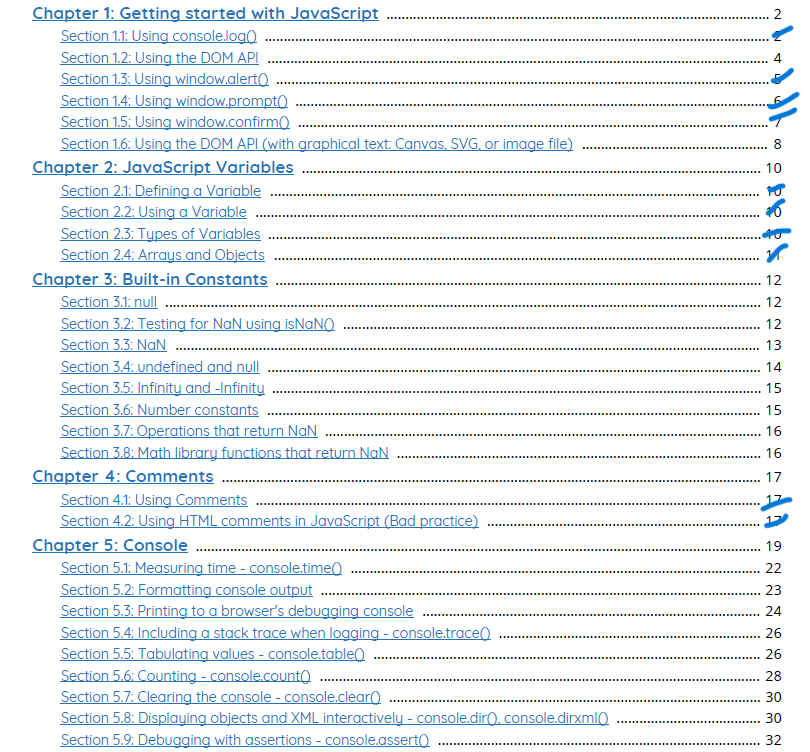 Chapter 1: Getting started with JavaScript ........................ 2
Section 1.1: Using console.log() ........................ 2
Section 1.2: Using the DOM API ........................ 4
Section 1.3: Using window.alert() ........................ 5
Section 1.4: Using window.prompt() ........................ 6
Section 1.5: Using window.confirm() ........................ 7
Section 1.6: Using the DOM API (with graphical text: Canvas, SVG, or image file) ........................ 8
Chapter 2: JavaScript Variables ........................ 10
Section 2.1: Defining a Variable ........................ 10
Section 2.2: Using a Variable ........................ 10
Section 2.3: Types of Variables ........................ 10
Section 2.4: Arrays and Objects ........................ 11
Chapter 3: Built-in Constants ........................ 12
Section 3.1: null ........................ 12
Section 3.2: Testing for NaN using isNaN() ........................ 12
Section 3.3: NaN ........................ 13
Section 3.4: undefined and null ........................ 14
Section 3.5: Infinity and -Infinity ........................ 15
Section 3.6: Number constants ........................ 15
Section 3.7: Operations that return NaN ........................ 16
Section 3.8: Math library functions that return NaN ........................ 16
Chapter 4: Comments ........................ 17
Section 4.1: Using Comments ........................ 17
Section 4.2: Using HTML comments in JavaScript (Bad practice) ........................ 17
Chapter 5: Console ........................ 19
Section 5.1: Measuring time - console.time() ........................ 22
Section 5.2: Formatting console output ........................ 23
Section 5.3: Printing to a browser's debugging console ........................ 24
Section 5.4: Including a stack trace when logging - console.trace() ........................ 26
Section 5.5: Tabulating values - console.table() ........................ 26
Section 5.6: Counting - console.count() ........................ 28
Section 5.7: Clearing the console - console.clear() ........................ 30
Section 5.8: Displaying objects and XML interactively - console.dir(), console.dirxml() ........................ 30
Section 5.9: Debugging with assertions - console.assert() ........................ 32